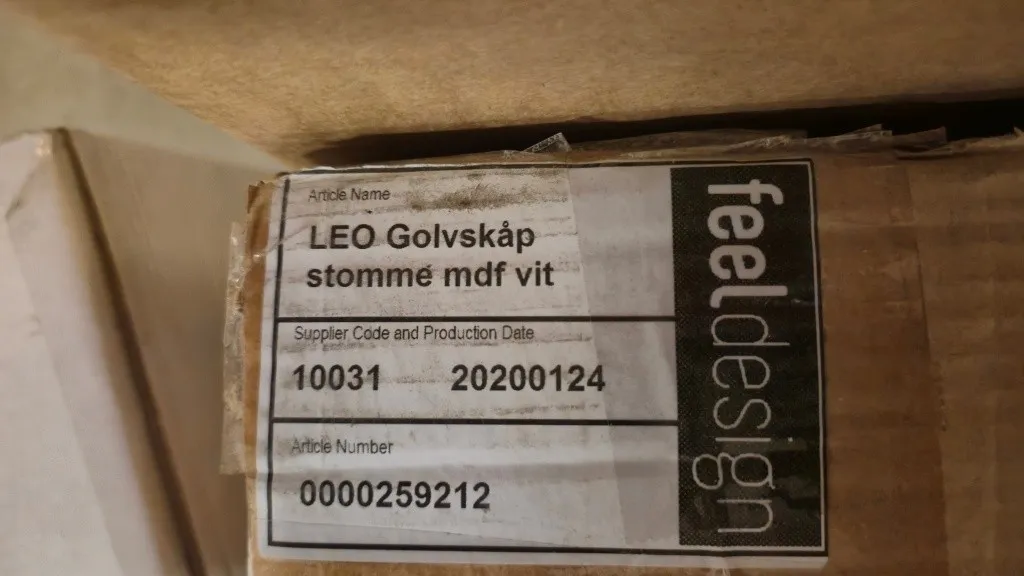 Article Name
LEO Golvskåp
stomme mdf vit
Supplier Code and Production Date
10031 20200124
Article Number
0000259212
feeldesign